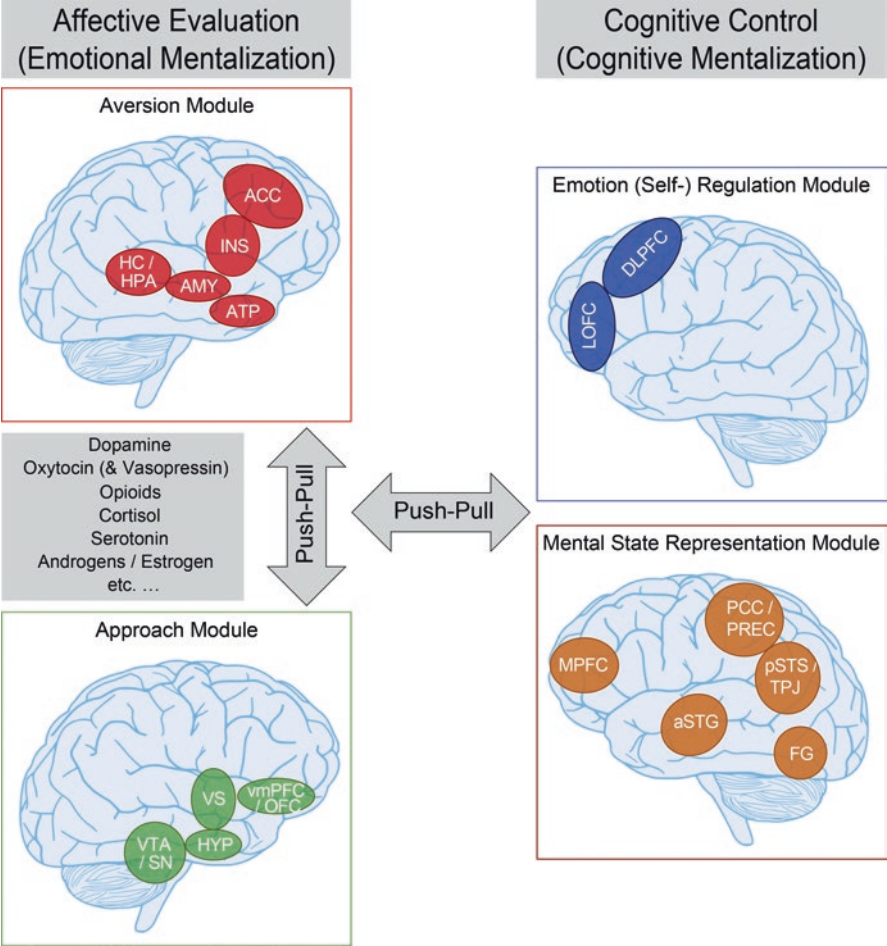 Affective Evaluation
(Emotional Mentalization)
Aversion Module
ACC
INS
HC /
HPA
AMY
ATP
Dopamine
Oxytocin (& Vasopressin)
Opioids
Cortisol
Serotonin
Androgens / Estrogen
etc. ...
Push-Pull
Push-Pull
Approach Module
VS
vmPFC
/ OFC
VTA
/ SN
HYP
Cognitive Control
(Cognitive Mentalization)
Emotion (Self-) Regulation Module
DLPFC
LOFC
Mental State Representation Module
PCC /
PREC
MPFC
pSTS /
TPJ
aSTG
FG